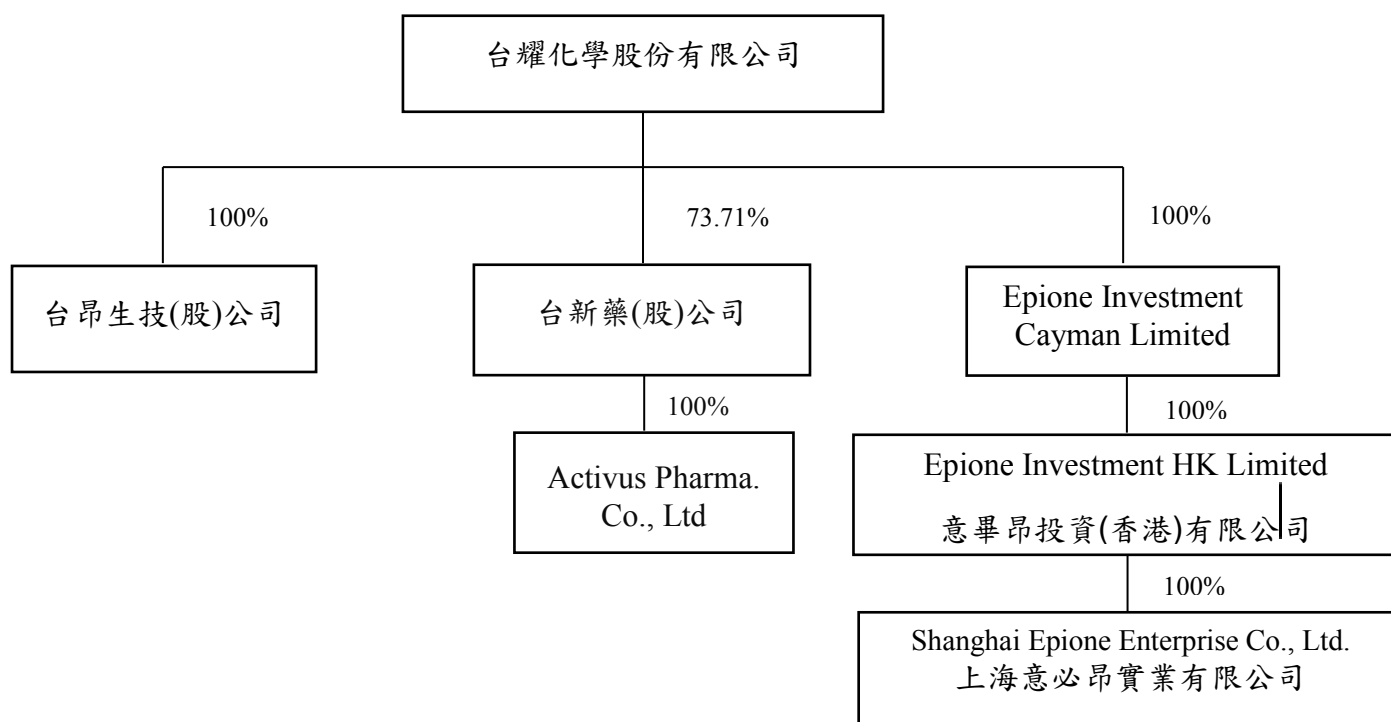 台耀化學股份有限公司
100%
73.71%
100%
台昂生技(股)公司
台新藥(股)公司
Epione Investment
Cayman Limited
100%
100%
Activus Pharma.
Co., Ltd
Epione Investment HK Limited
意畢昂投資(香港)有限公司
100%
Shanghai Epione Enterprise Co., Ltd.
上海意必昂實業有限公司